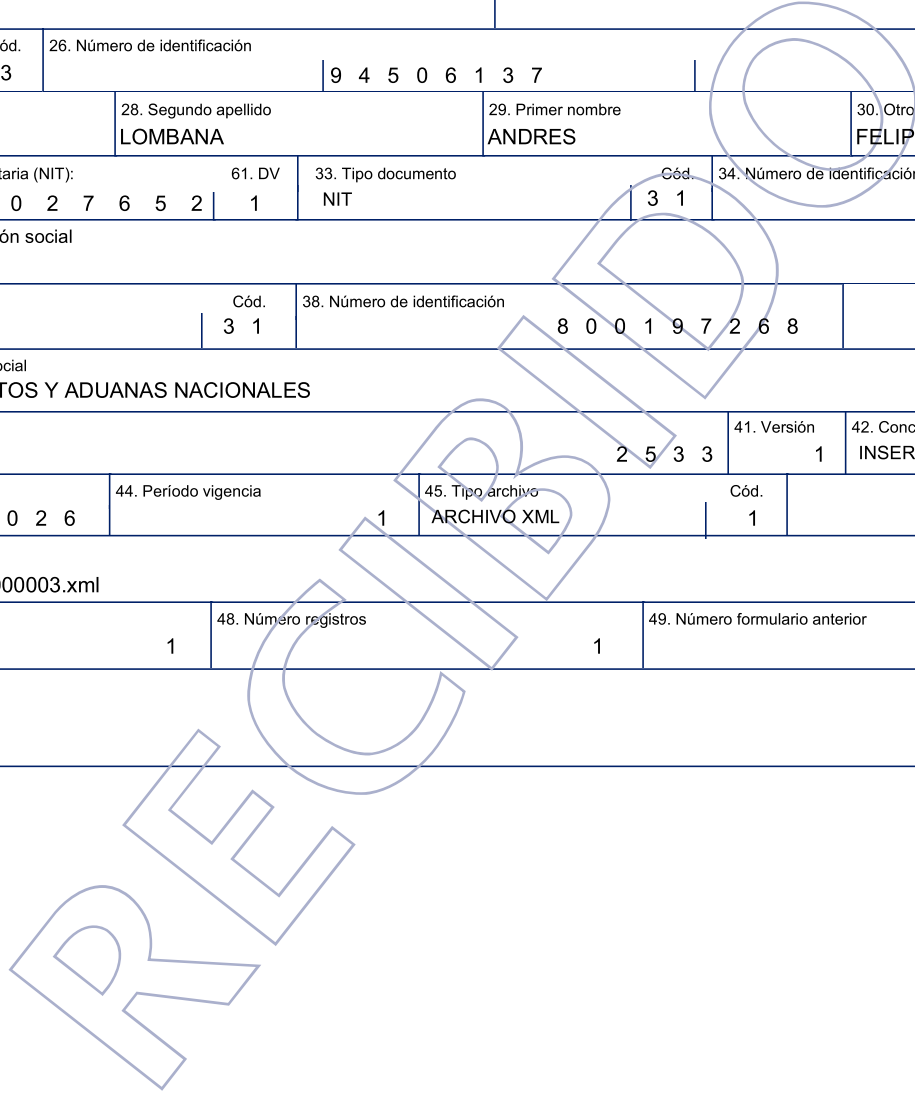 ód. 26. Número de identificación
3 9 4 5 0 6 1 3 7
28. Segundo apellido 29. Primer nombre 30. Otro
LOMBANA ANDRES FELIP
taria (NIT): 61. DV 33. Tipo documento Cód. 34. Número de identificación
0 2 7 6 5 2 1 NIT 3 1
ón social
Cód. 38. Número de identificación
3 1 8 0 0 1 9 7 2 6 8
ocial
TOS Y ADUANAS NACIONALES
41. Versión 42. Conc
2 5 3 3 1 INSER
44. Período vigencia 45. Tipo archivo Cód.
0 2 6 1 ARCHIVO XML 1
000003.xml
48. Número registros 49. Número formulario anterior
1 1
RECIBIDO